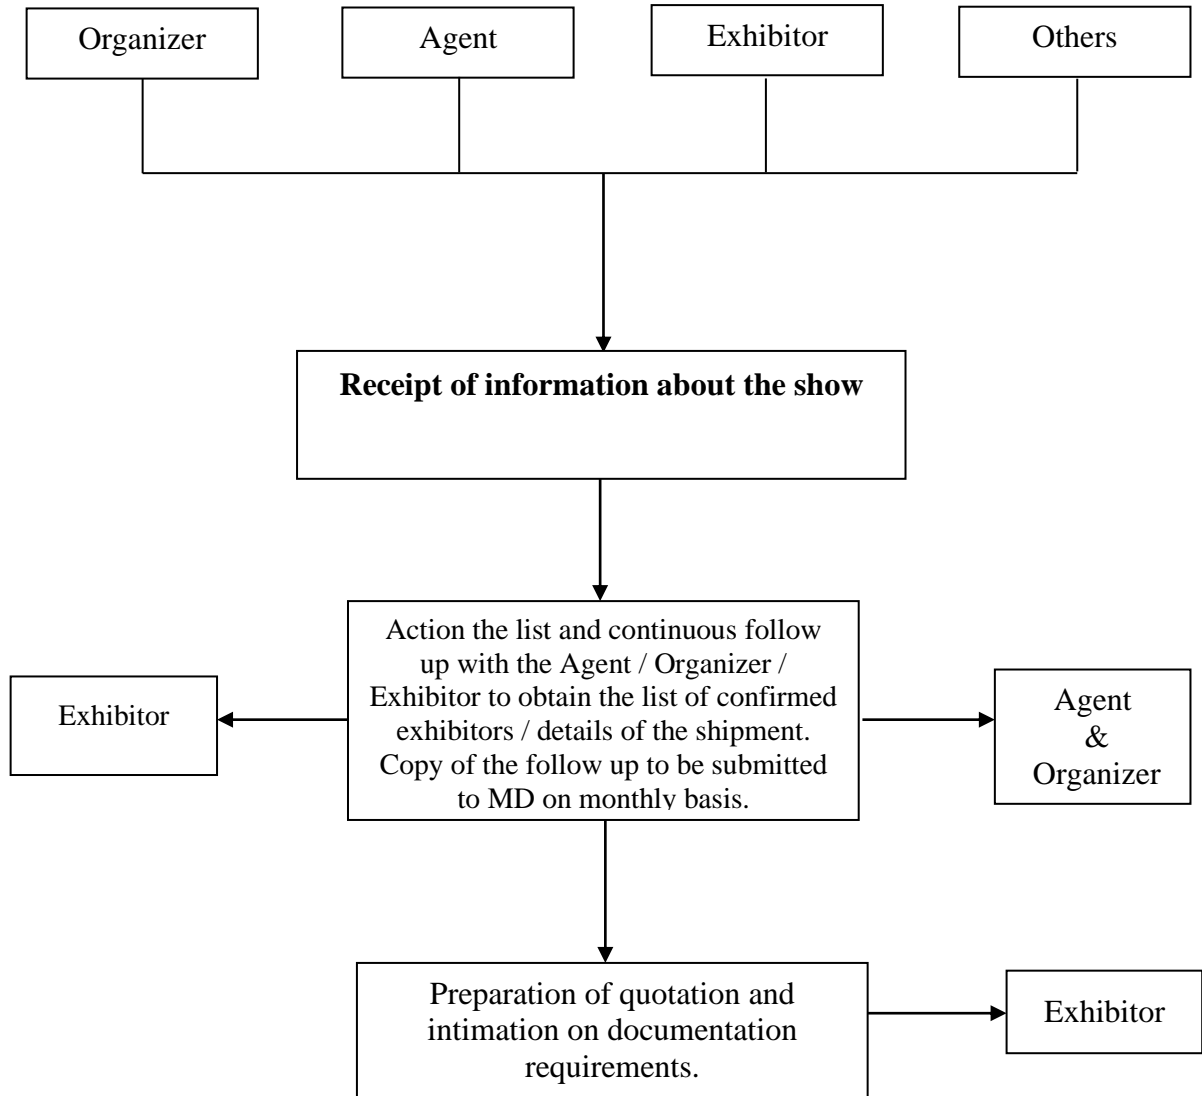 Organizer
Agent
Exhibitor
Others
Receipt of information about the show
Action the list and continuous follow
up with the Agent / Organizer /
Exhibitor to obtain the list of confirmed
exhibitors / details of the shipment.
Copy of the follow up to be submitted
to MD on monthly basis.
Exhibitor
Agent
&
Organizer
Preparation of quotation and
intimation on documentation
requirements.
Exhibitor